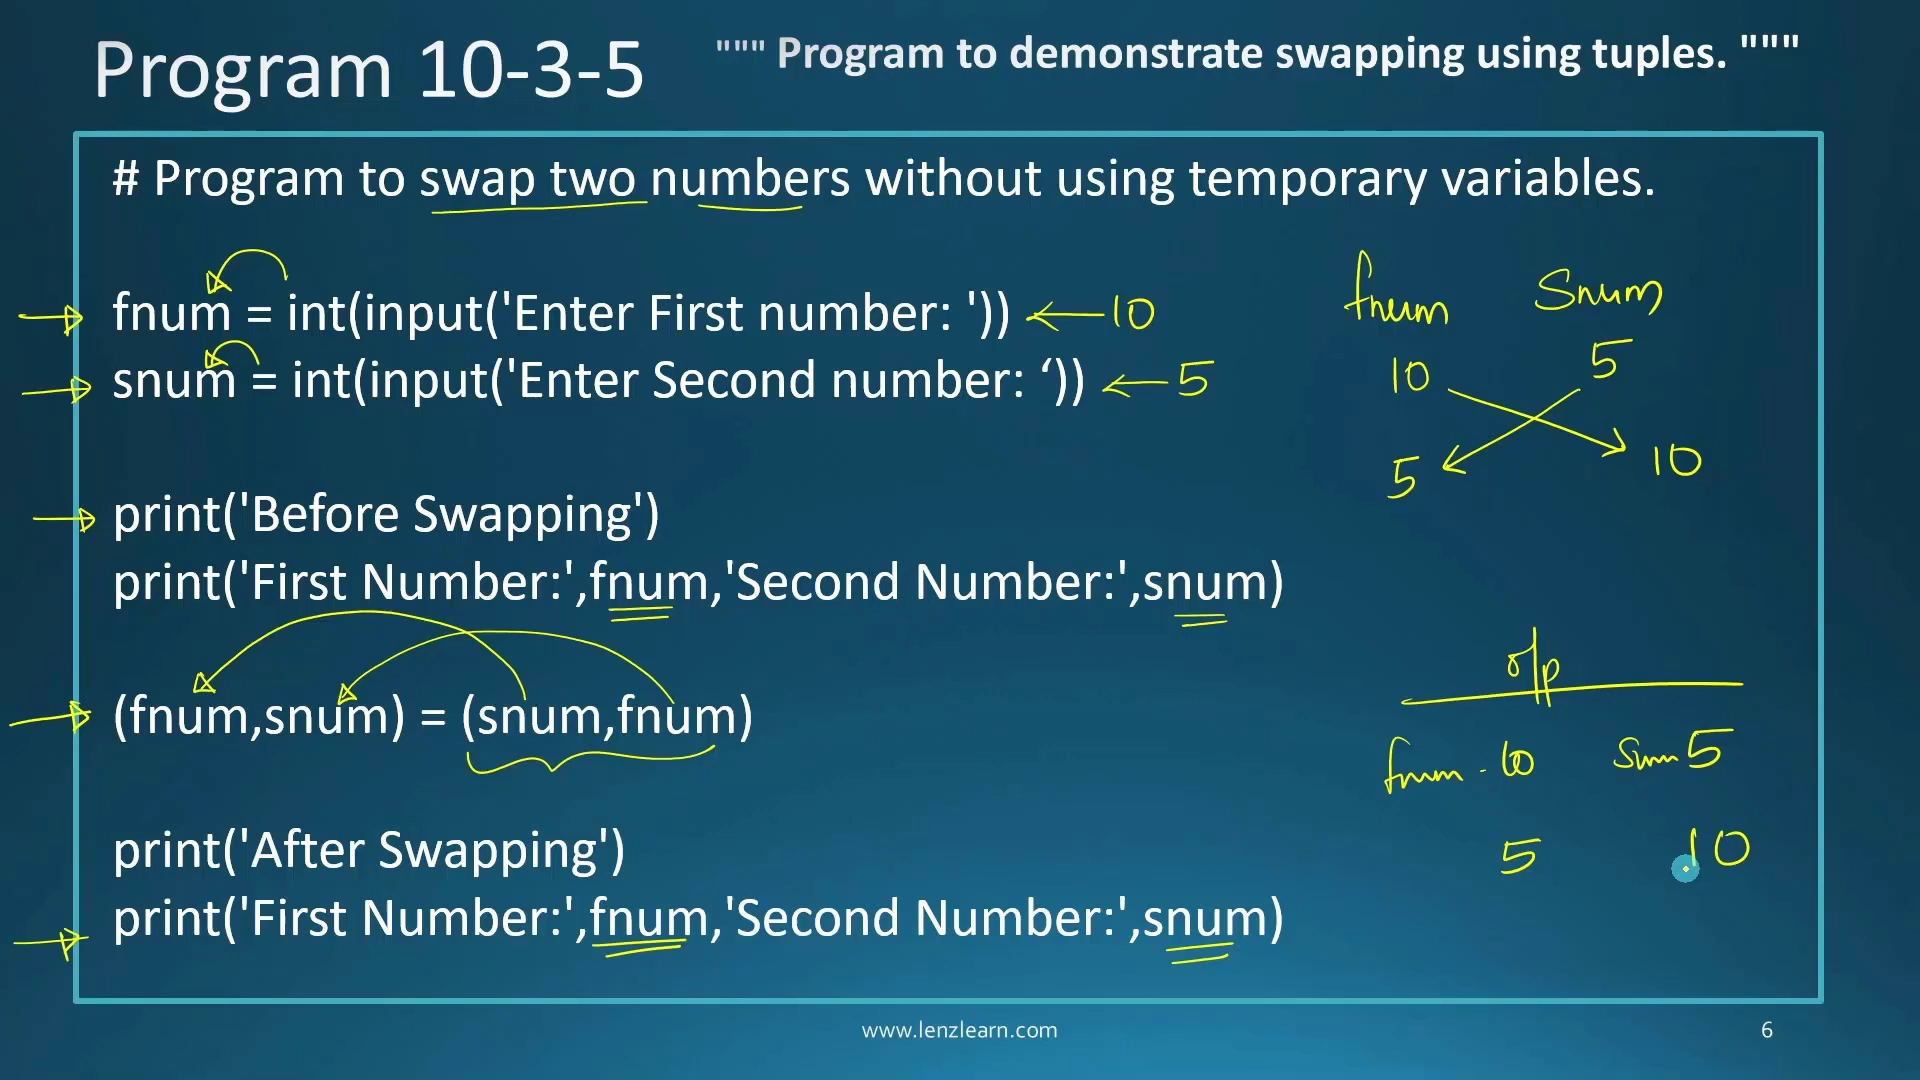 Program 10-3-5
""" Program to demonstrate swapping using tuples. """
# Program to swap two numbers without using temporary variables.
fnum = int(input('Enter First number: ')) ←10
snum = int(input('Enter Second number: ‘)) ←5
print('Before Swapping')
print('First Number:',fnum,'Second Number:',snum)
(fnum,snum) = (snum,fnum)
print('After Swapping')
print('First Number:',fnum,'Second Number:',snum)
fnum Snum
10 5
5 10
o/p
fnum - 10 Snum 5
5 10
www.lenzlearn.com
6